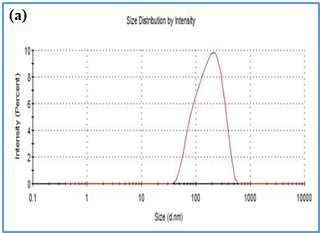 (a)
Size Distribution by Intensity
Intensity (Percent)
10
8
6
4
2
0
0.1 1 10 100 1000 10000
Size (d.nm)